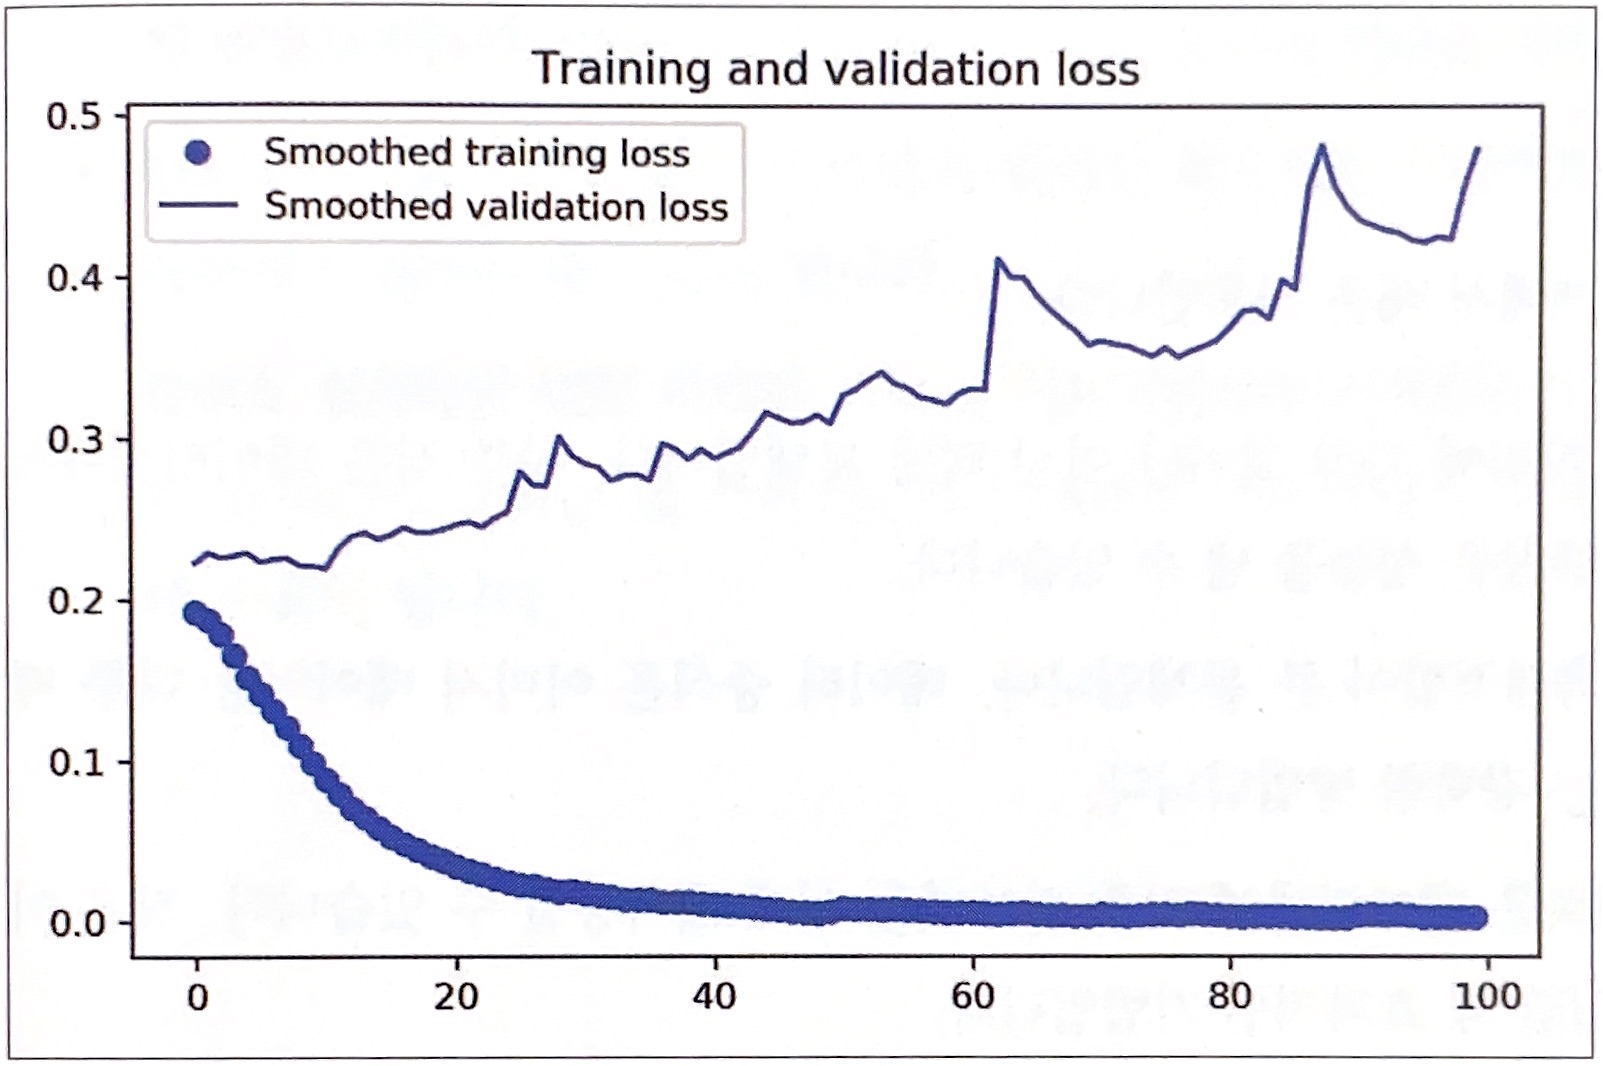 Training and validation loss
0.5
Smoothed training loss
Smoothed validation loss
0.4
0.3
0.2
0.1
0.0
0 20 40 60 80 100